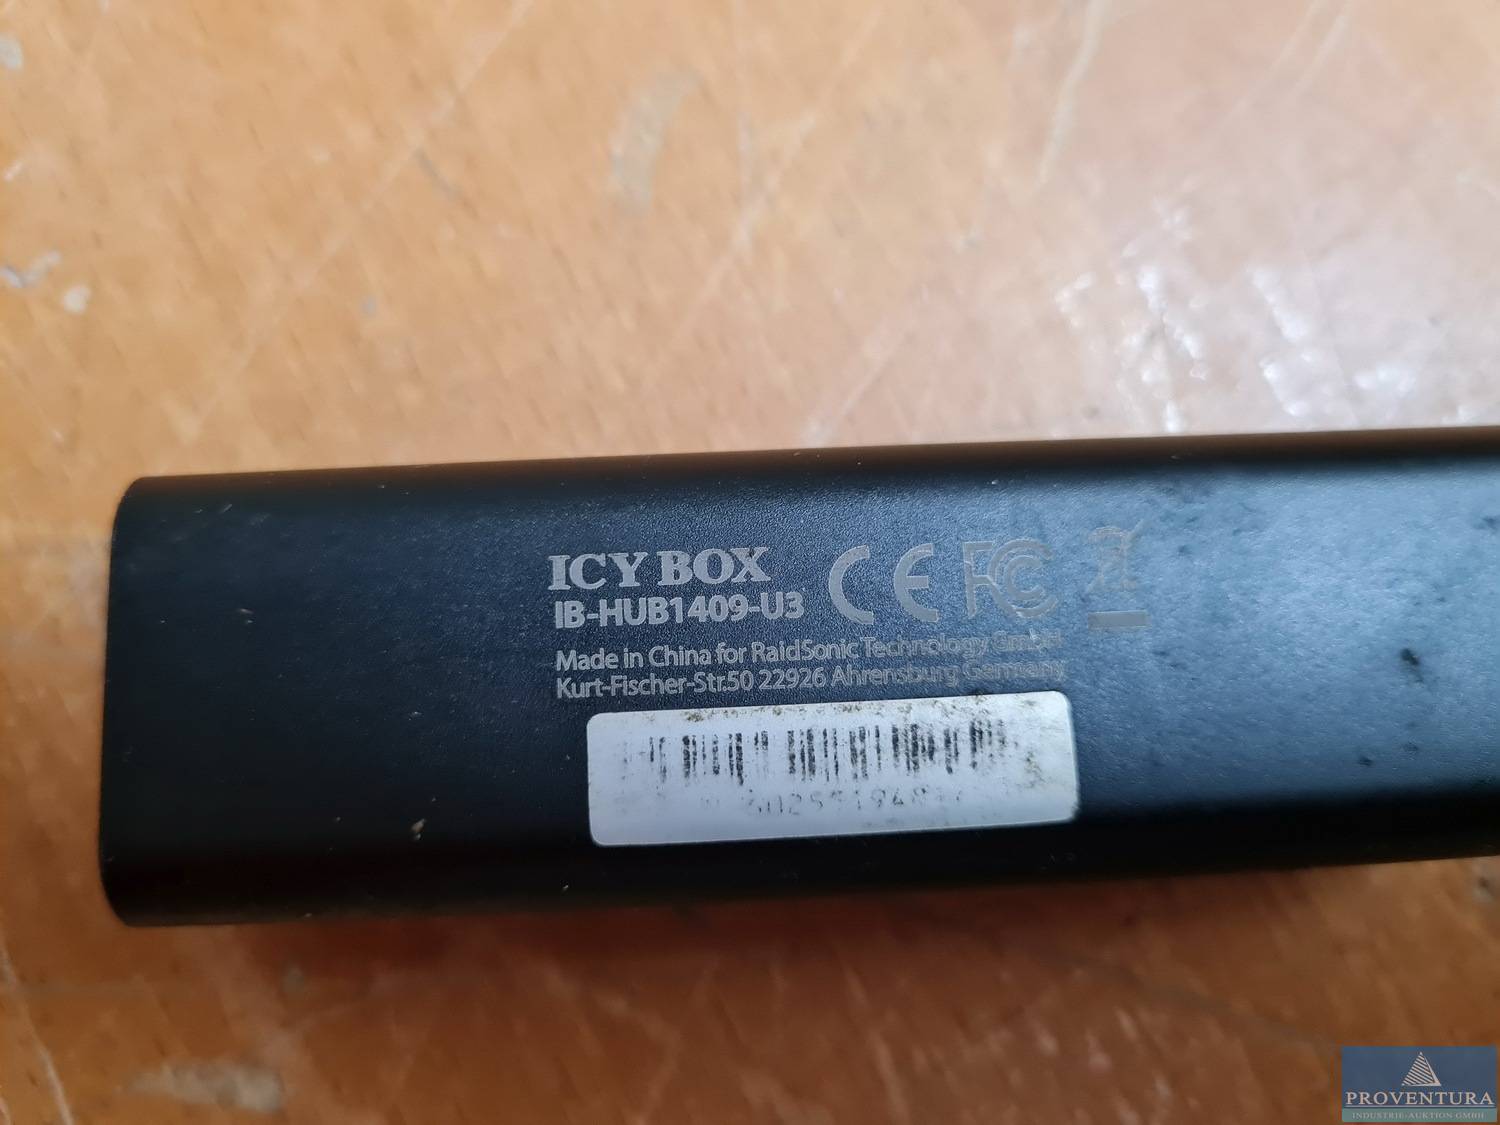 ICY BOX
IB-HUB1409-U3
CE FC
Made in China for RaidSonic Technology GmbH
Kurt-Fischer-Str.50 22926 Ahrensburg Germany
PROVENTURA
INDUSTRIE-AUKTION GMBH